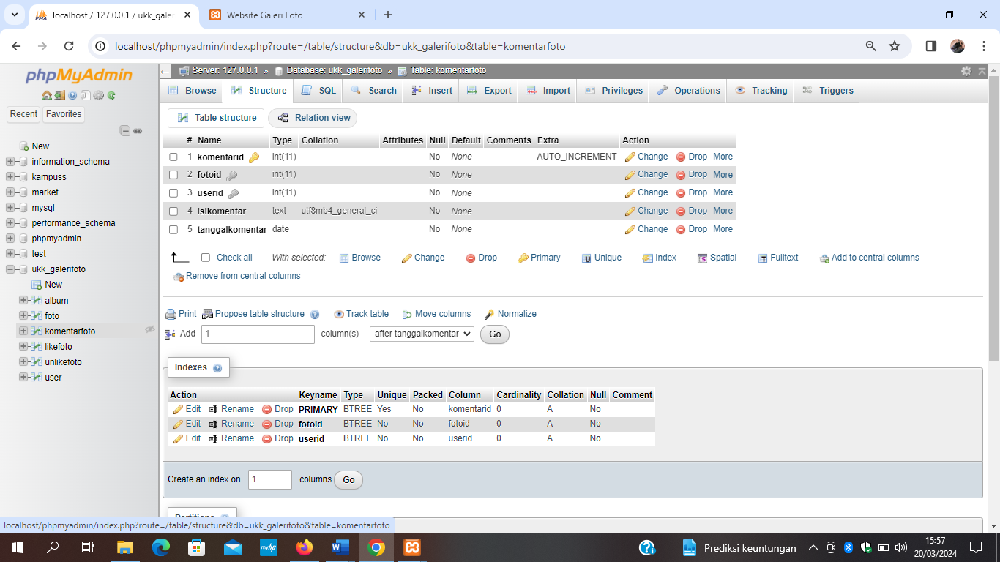 localhost / 127.0.0.1 / ukk_galer
Website Galeri Foto
localhost/phpmyadmin/index.php?route=/table/structure&db=ukk_galerifoto&table=komentarfoto
phpMyAdmin
Recent Favorites
New
information_schema
kampuss
market
mysql
performance_schema
phpmyadmin
test
ukk_galerifoto
New
album
foto
komentarfoto
likefoto
unlikefoto
user
Server: 127.0.0.1 » Database: ukk_galerifoto » Table: komentarfoto
Browse Structure SQL Search Insert Export Import Privileges Operations Tracking Triggers
Table structure Relation view
# Name Type Collation Attributes Null Default Comments Extra Action
1 komentarid int(11) No None AUTO_INCREMENT Change Drop More
2 fotoid int(11) No None Change Drop More
3 userid int(11) No None Change Drop More
4 isikomentar text utf8mb4_general_ci No None Change Drop More
5 tanggalkomentar date No None Change Drop More
Check all With selected: Browse Change Drop Primary Unique Index Spatial Fulltext Add to central columns
Remove from central columns
Print Propose table structure Track table Move columns Normalize
Add 1 column(s) after tanggalkomentar Go
Indexes
Action Keyname Type Unique Packed Column Cardinality Collation Null Comment
Edit Rename Drop PRIMARY BTREE Yes No komentarid 0 A No
Edit Rename Drop fotoid BTREE No No fotoid 0 A No
Edit Rename Drop userid BTREE No No userid 0 A No
Create an index on 1 columns Go
Partitions
localhost/phpmyadmin/index.php?route=/table/structure&db=ukk_galerifoto&table=komentarfoto
Prediksi keuntungan
15:57
20/03/2024